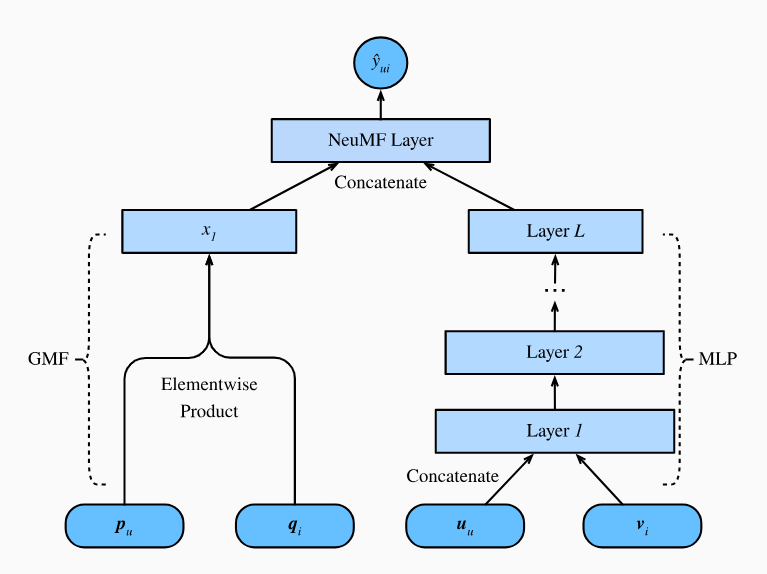 ŷui
NeuMF Layer
Concatenate
x1
Layer L
...
GMF
Elementwise
Product
Layer 2
MLP
Layer 1
Concatenate
pu
qi
uu
vi